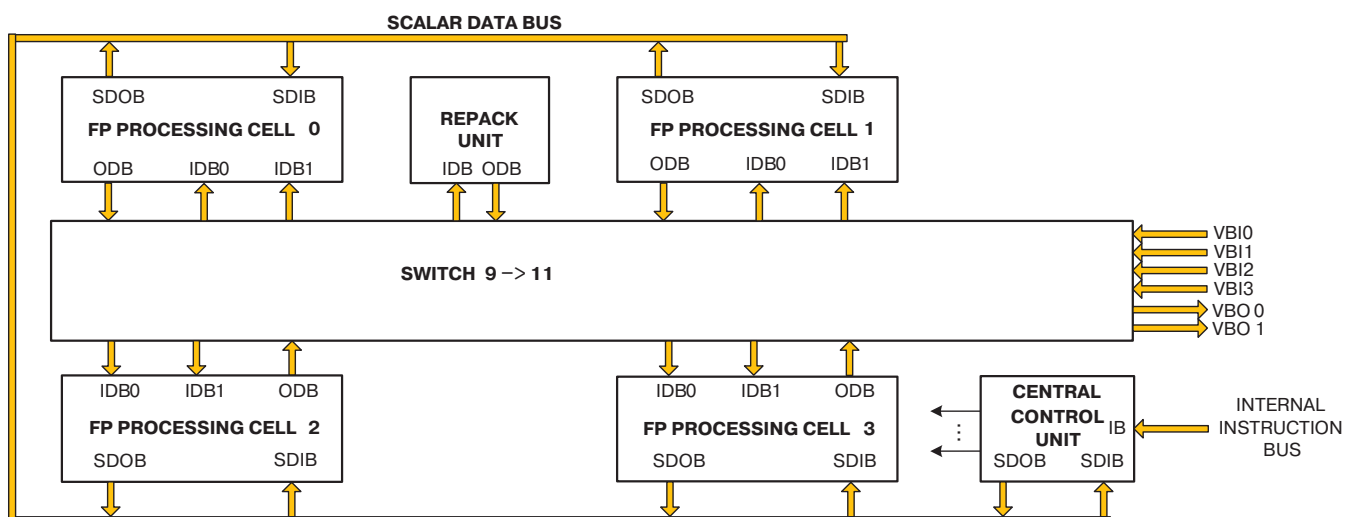 SCALAR DATA BUS
SDOB SDIB
FP PROCESSING CELL 0
ODB IDB0 IDB1
REPACK
UNIT
IDB ODB
SDOB SDIB
FP PROCESSING CELL 1
ODB IDB0 IDB1
SWITCH 9 –> 11
VBI0
VBI1
VBI2
VBI3
VBO 0
VBO 1
IDB0 IDB1 ODB
FP PROCESSING CELL 2
SDOB SDIB
IDB0 IDB1 ODB
FP PROCESSING CELL 3
SDOB SDIB
CENTRAL
CONTROL
UNIT
IB
SDOB SDIB
INTERNAL
INSTRUCTION
BUS